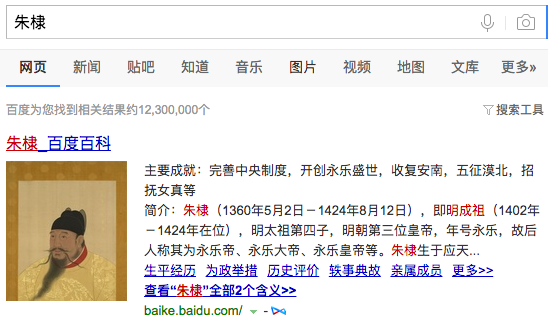 朱棣
网页 新闻 贴吧 知道 音乐 图片 视频 地图 文库 更多»
百度为您找到相关结果约12,300,000个 搜索工具
朱棣_百度百科
主要成就：完善中央制度，开创永乐盛世，收复安南，五征漠北，招
抚女真等
简介：朱棣（1360年5月2日－1424年8月12日），即明成祖（1402年
－1424年在位），明太祖第四子，明朝第三位皇帝，年号永乐，故后
人称其为永乐帝、永乐大帝、永乐皇帝等。朱棣生于应天...
生平经历 为政举措 历史评价 轶事典故 亲属成员 更多>>
查看“朱棣”全部2个含义>>
baike.baidu.com/ -